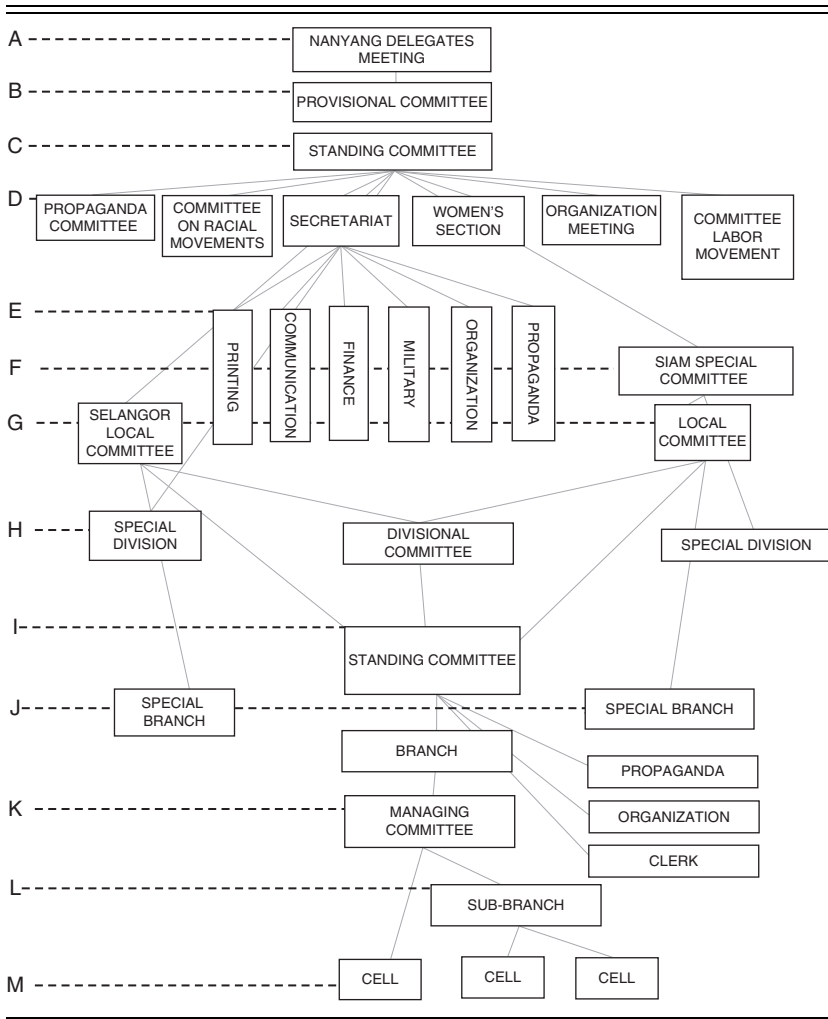 A
NANYANG DELEGATES
MEETING
B
PROVISIONAL COMMITTEE
C
STANDING COMMITTEE
D
PROPAGANDA
COMMITTEE
COMMITTEE
ON RACIAL
MOVEMENTS
SECRETARIAT
WOMEN'S
SECTION
ORGANIZATION
MEETING
COMMITTEE
LABOR
MOVEMENT
E
PRINTING
COMMUNICATION
FINANCE
MILITARY
ORGANIZATION
PROPAGANDA
F
SIAM SPECIAL
COMMITTEE
G
SELANGOR
LOCAL
COMMITTEE
LOCAL
COMMITTEE
H
SPECIAL
DIVISION
DIVISIONAL
COMMITTEE
SPECIAL DIVISION
I
STANDING COMMITTEE
J
SPECIAL
BRANCH
SPECIAL BRANCH
BRANCH
PROPAGANDA
K
MANAGING
COMMITTEE
ORGANIZATION
CLERK
L
SUB-BRANCH
M
CELL
CELL
CELL